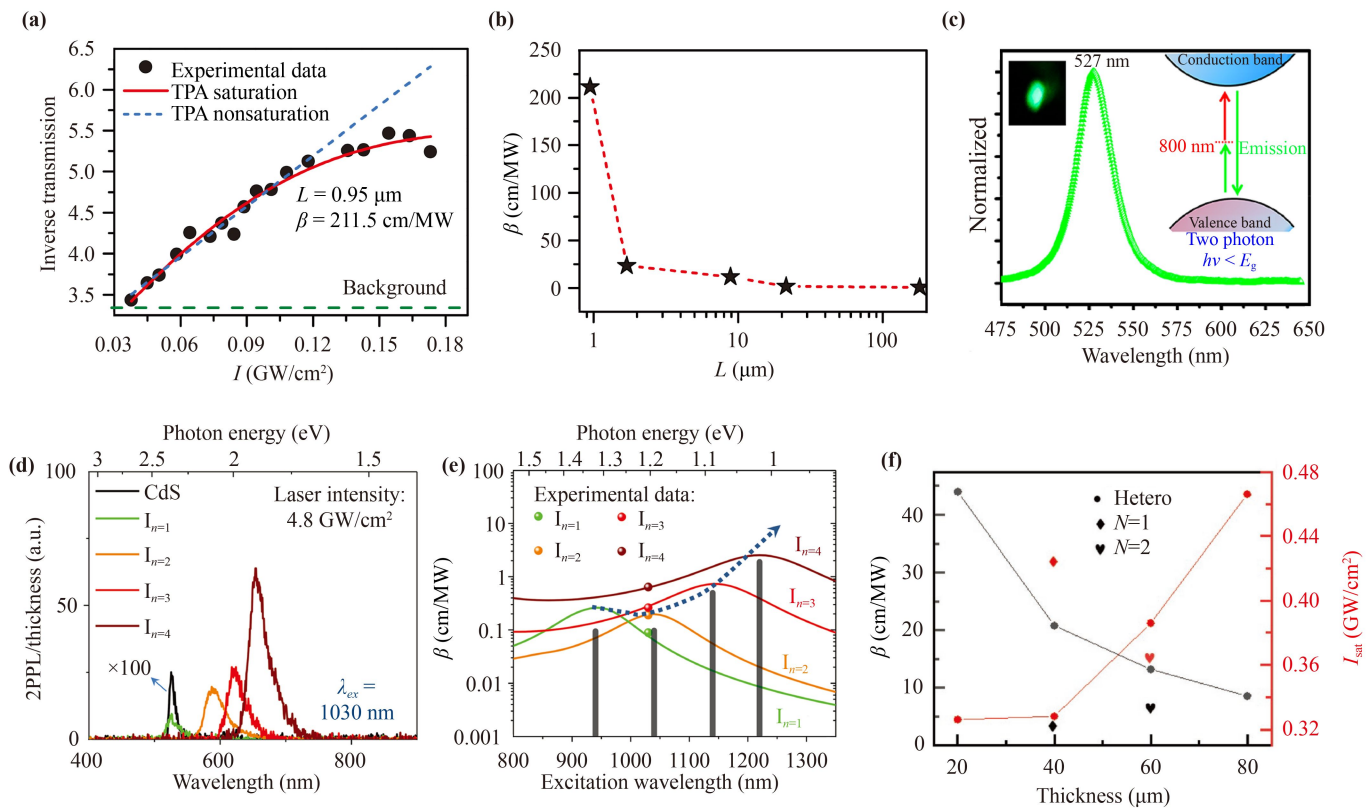 (a)
6.5
6.0
5.5
5.0
4.5
4.0
3.5
Inverse transmission
Experimental data
TPA saturation
TPA nonsaturation
L = 0.95 μm
β = 211.5 cm/MW
Background
0.03 0.06 0.09 0.12 0.15 0.18
I (GW/cm²)
(b)
250
200
150
100
50
0
β (cm/MW)
1 10 100
L (μm)
(c)
527 nm
Conduction band
800 nm
Emission
Valence band
Two photon
hν < Eg
Normalized
475 500 525 550 575 600 625 650
Wavelength (nm)
(d)
Photon energy (eV)
3 2.5 2 1.5
100
50
0
2PPL/thickness (a.u.)
CdS
In=1
In=2
In=3
In=4
Laser intensity:
4.8 GW/cm²
×100
λex =
1030 nm
400 600 800
Wavelength (nm)
(e)
Photon energy (eV)
1.5 1.4 1.3 1.2 1.1 1
100
10
1
0.1
0.01
0.001
β (cm/MW)
Experimental data:
In=1 In=3
In=2 In=4
In=4
In=3
In=2
In=1
800 900 1000 1100 1200 1300
Excitation wavelength (nm)
(f)
40
30
20
10
0
β (cm/MW)
Hetero
N=1
N=2
0.48
0.44
0.40
0.36
0.32
Isat (GW/cm²)
20 40 60 80
Thickness (μm)